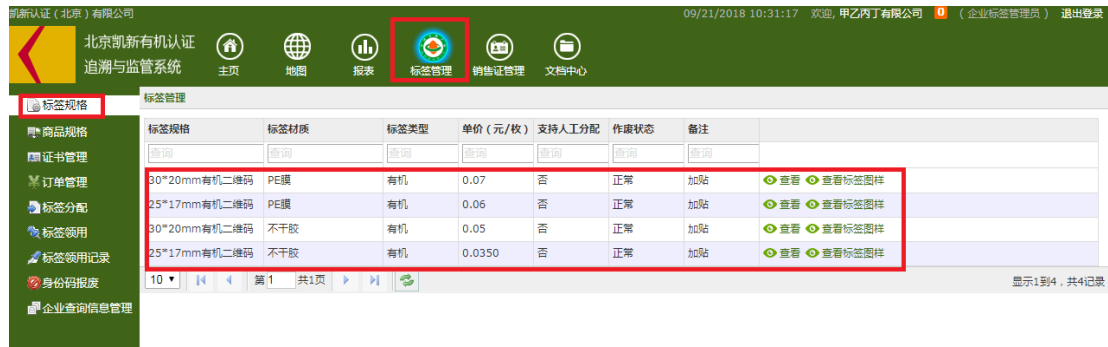 凯新认证（北京）有限公司 09/21/2018 10:31:17 欢迎,甲乙丙丁有限公司 0 （企业标签管理员） 退出登录
北京凯新有机认证
追溯与监管系统
主页 地图 报表 标签管理 销售证管理 文档中心
标签规格
商品规格
证书管理
订单管理
标签分配
标签领用
标签领用记录
身份码报废
企业查询信息管理
标签管理
标签规格 标签材质 标签类型 单价（元/枚） 支持人工分配 作废状态 备注
查询 查询 查询 查询 查询 查询 查询
30*20mm有机二维码 PE膜 有机 0.07 否 正常 加贴 查看 查看标签图样
25*17mm有机二维码 PE膜 有机 0.06 否 正常 加贴 查看 查看标签图样
30*20mm有机二维码 不干胶 有机 0.05 否 正常 加贴 查看 查看标签图样
25*17mm有机二维码 不干胶 有机 0.0350 否 正常 加贴 查看 查看标签图样
10 第 1 共1页 显示1到4，共4记录